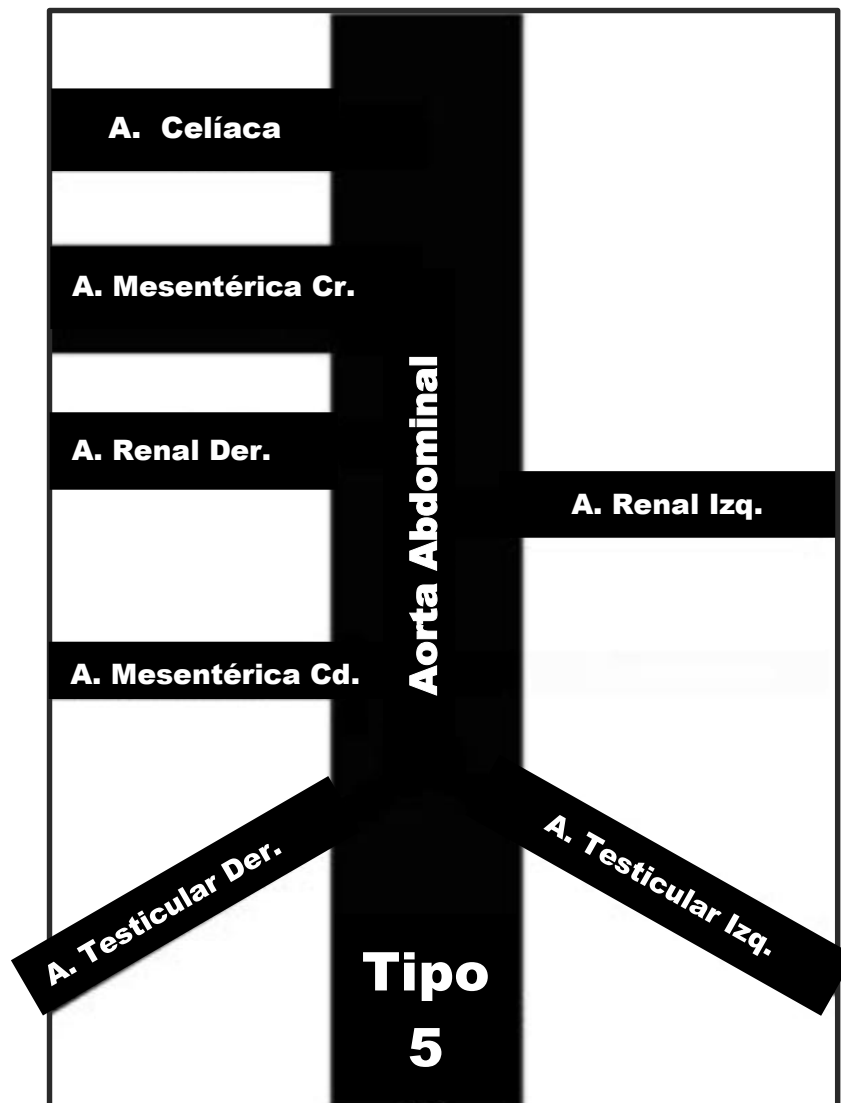 A. Celíaca
A. Mesentérica Cr.
Aorta Abdominal
A. Renal Der.
A. Renal Izq.
A. Mesentérica Cd.
A. Testicular Der.
A. Testicular Izq.
Tipo
5